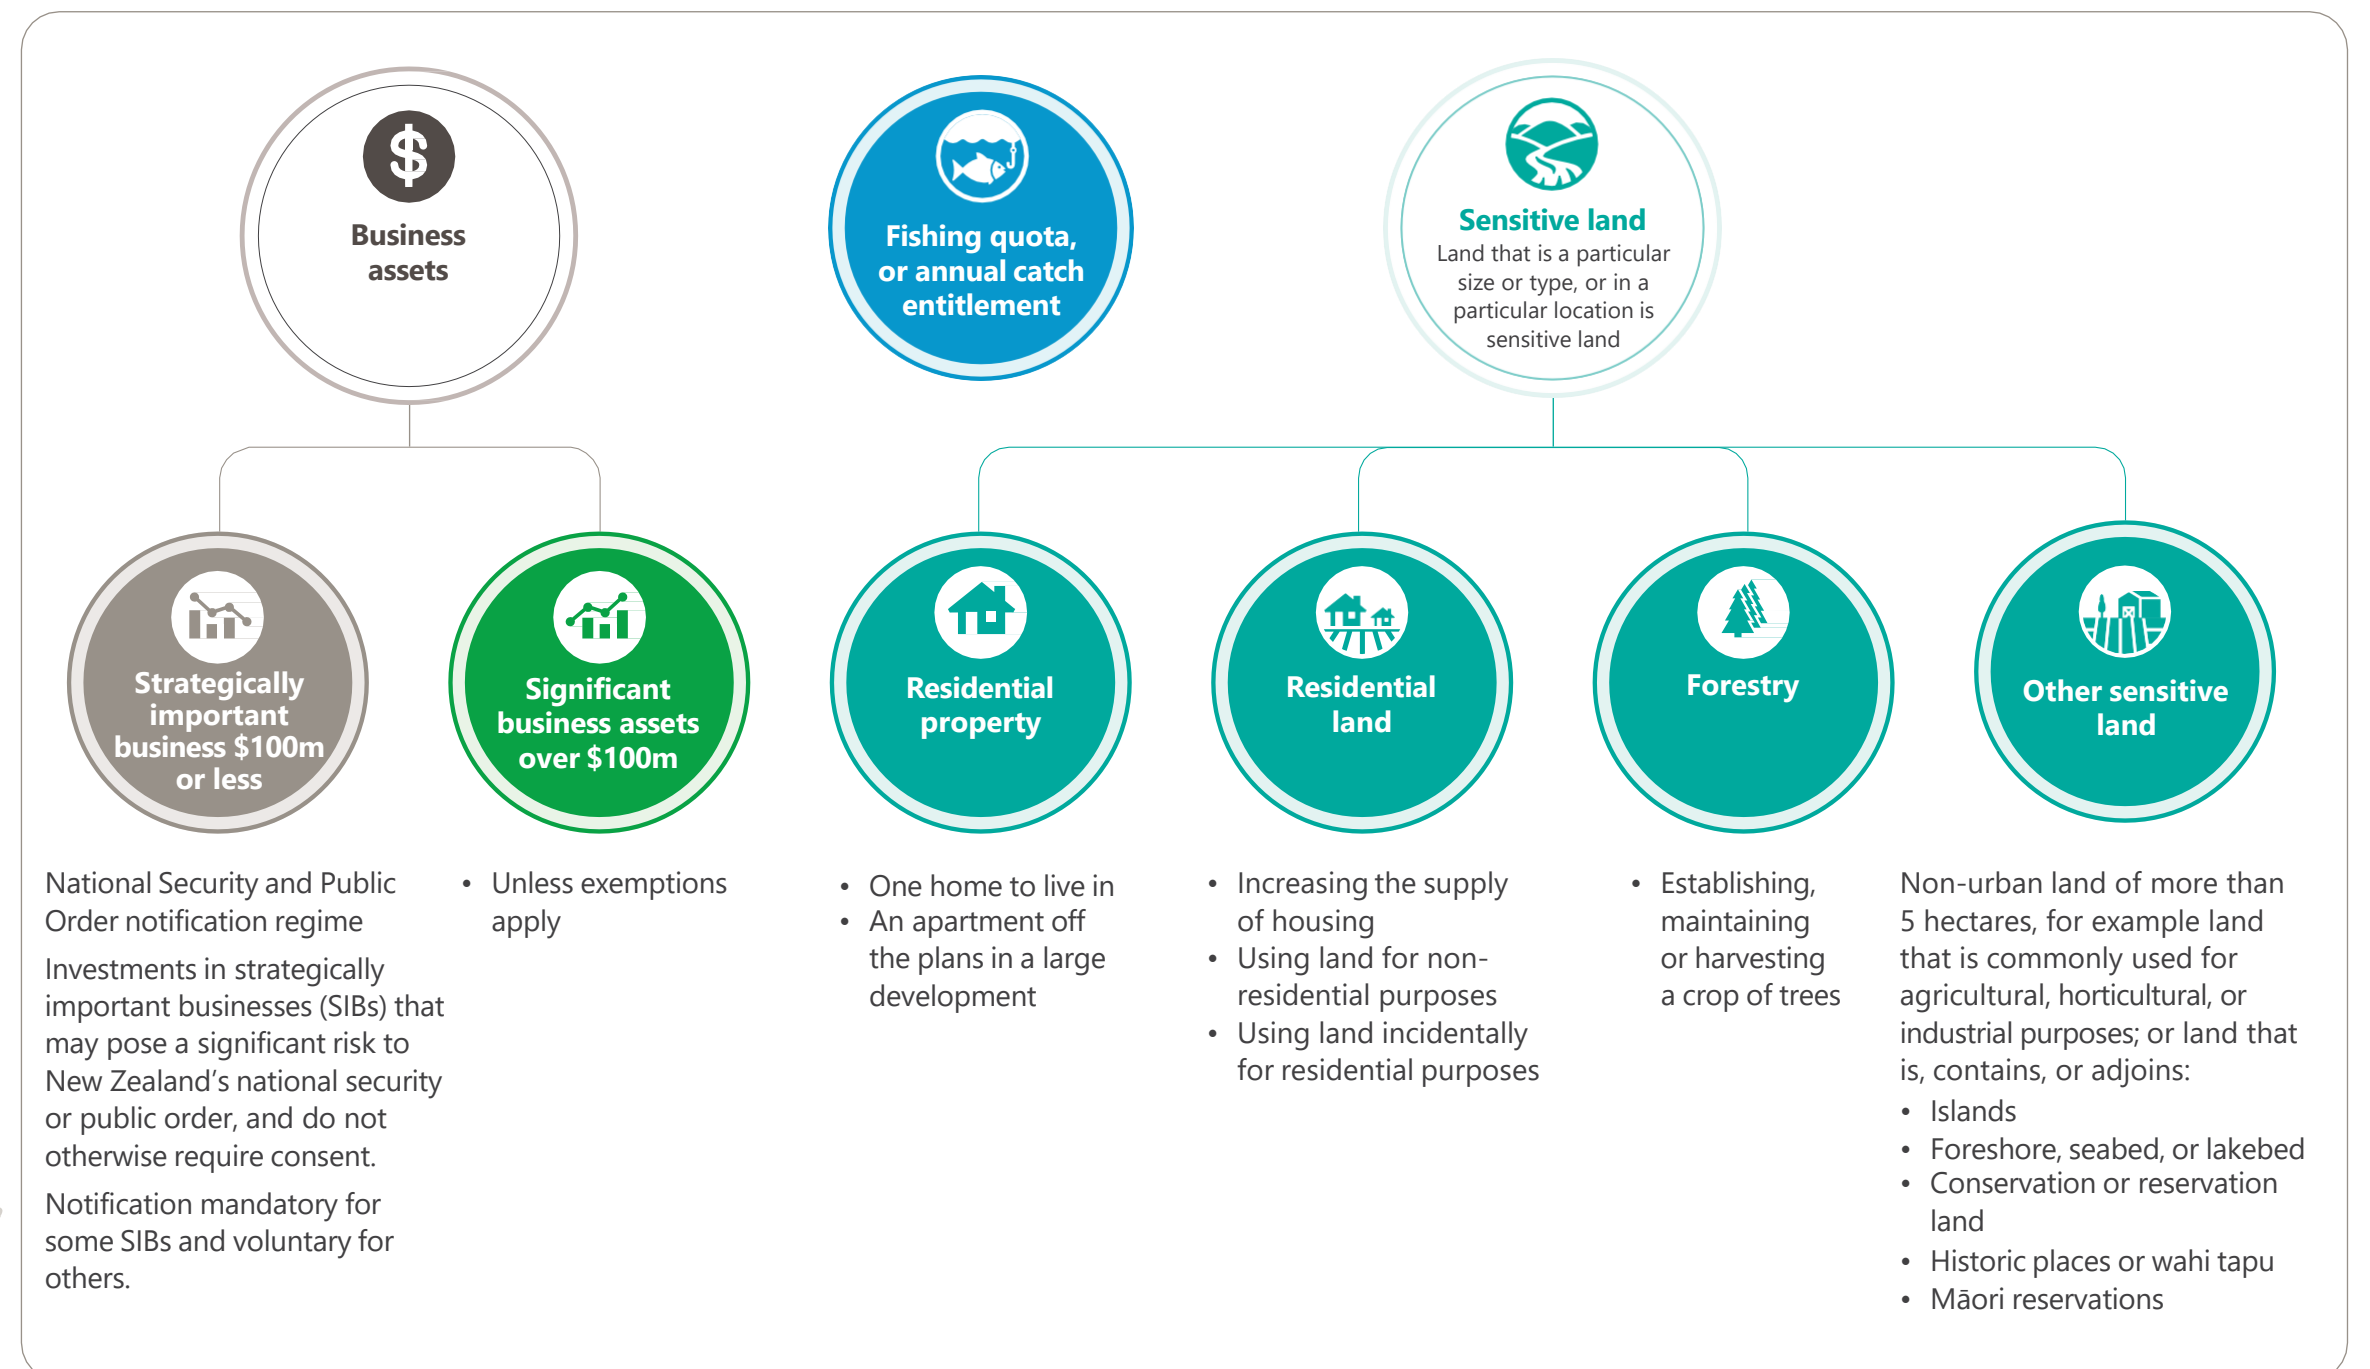 $
Business
assets
Fishing quota,
or annual catch
entitlement
Sensitive land
Land that is a particular
size or type, or in a
particular location is
sensitive land
Strategically
important
business $100m
or less
National Security and Public
Order notification regime
Investments in strategically
important businesses (SIBs) that
may pose a significant risk to
New Zealand’s national security
or public order, and do not
otherwise require consent.
Notification mandatory for
some SIBs and voluntary for
others.
Significant
business assets
over $100m
• Unless exemptions
apply
Residential
property
• One home to live in
• An apartment off
the plans in a large
development
Residential
land
• Increasing the supply
of housing
• Using land for non-
residential purposes
• Using land incidentally
for residential purposes
Forestry
• Establishing,
maintaining
or harvesting
a crop of trees
Other sensitive
land
Non-urban land of more than
5 hectares, for example land
that is commonly used for
agricultural, horticultural, or
industrial purposes; or land that
is, contains, or adjoins:
• Islands
• Foreshore, seabed, or lakebed
• Conservation or reservation
land
• Historic places or wahi tapu
• Māori reservations